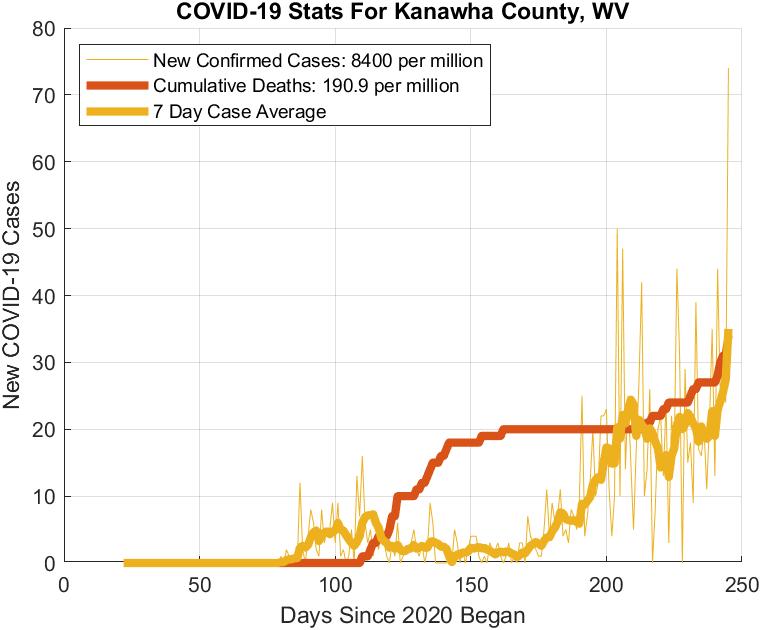 COVID-19 Stats For Kanawha County, WV
New Confirmed Cases: 8400 per million
Cumulative Deaths: 190.9 per million
7 Day Case Average
New COVID-19 Cases
80
70
60
50
40
30
20
10
0
0 50 100 150 200 250
Days Since 2020 Began